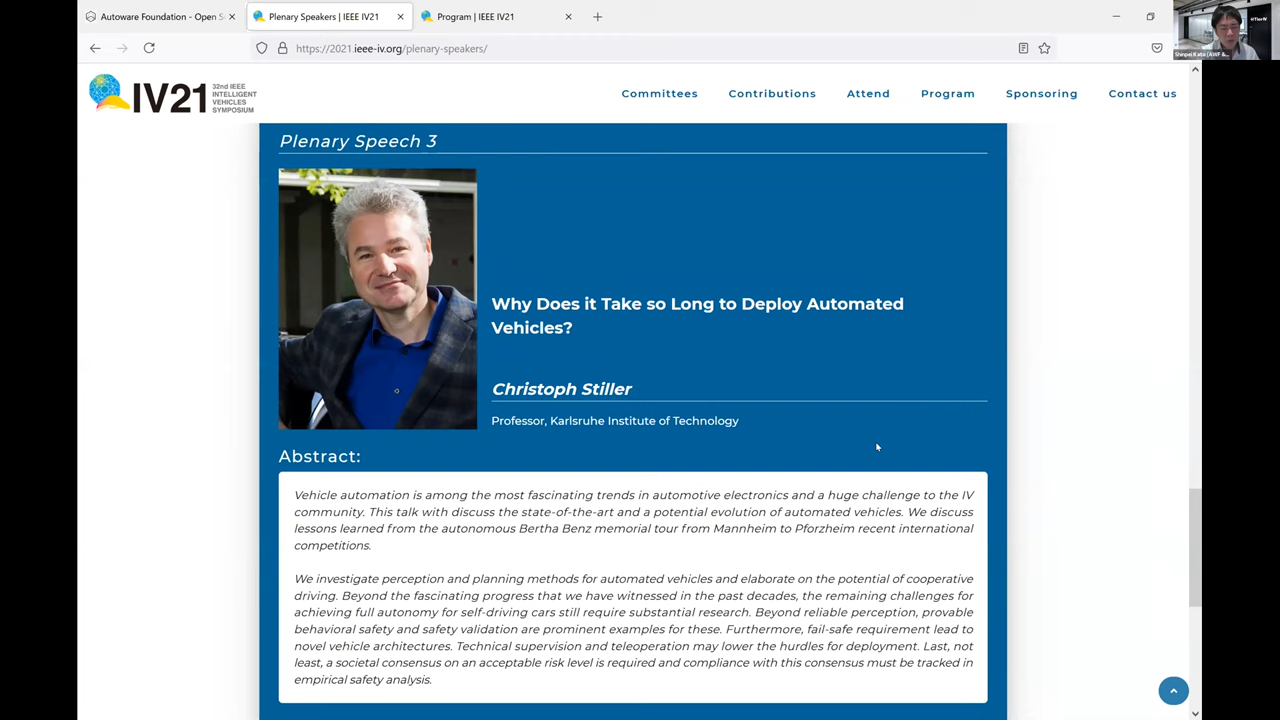 Autoware Foundation - Open S
Plenary Speakers | IEEE IV21
Program | IEEE IV21
https://2021.ieee-iv.org/plenary-speakers/
Shinpei Kato [AWF &
IV21
32nd IEEE
INTELLIGENT
VEHICLES
SYMPOSIUM
Committees
Contributions
Attend
Program
Sponsoring
Contact us
Plenary Speech 3
Why Does it Take so Long to Deploy Automated
Vehicles?
Christoph Stiller
Professor, Karlsruhe Institute of Technology
Abstract:
Vehicle automation is among the most fascinating trends in automotive electronics and a huge challenge to the IV
community. This talk with discuss the state-of-the-art and a potential evolution of automated vehicles. We discuss
lessons learned from the autonomous Bertha Benz memorial tour from Mannheim to Pforzheim recent international
competitions.
We investigate perception and planning methods for automated vehicles and elaborate on the potential of cooperative
driving. Beyond the fascinating progress that we have witnessed in the past decades, the remaining challenges for
achieving full autonomy for self-driving cars still require substantial research. Beyond reliable perception, provable
behavioral safety and safety validation are prominent examples for these. Furthermore, fail-safe requirement lead to
novel vehicle architectures. Technical supervision and teleoperation may lower the hurdles for deployment. Last, not
least, a societal consensus on an acceptable risk level is required and compliance with this consensus must be tracked in
empirical safety analysis.